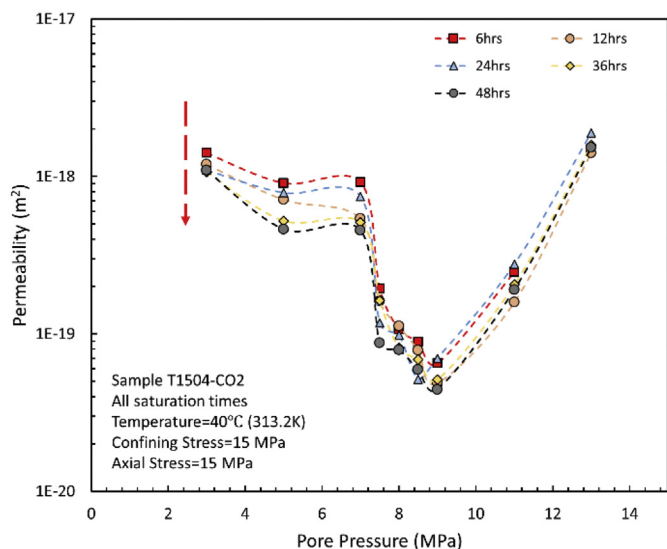 1E-17
6hrs
12hrs
24hrs
36hrs
48hrs
1E-18
Permeability (m²)
1E-19
Sample T1504-CO2
All saturation times
Temperature=40℃ (313.2K)
Confining Stress=15 MPa
Axial Stress=15 MPa
1E-20
0 2 4 6 8 10 12 14
Pore Pressure (MPa)